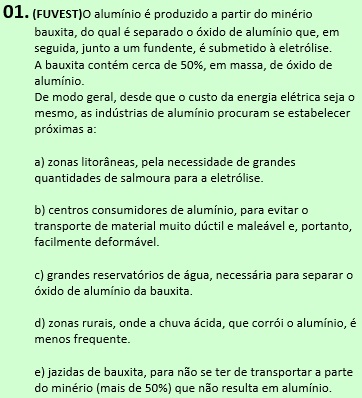 01. (FUVEST)O alumínio é produzido a partir do minério
bauxita, do qual é separado o óxido de alumínio que, em
seguida, junto a um fundente, é submetido à eletrólise.
A bauxita contém cerca de 50%, em massa, de óxido de
alumínio.
De modo geral, desde que o custo da energia elétrica seja o
mesmo, as indústrias de alumínio procuram se estabelecer
próximas a:
a) zonas litorâneas, pela necessidade de grandes
quantidades de salmoura para a eletrólise.
b) centros consumidores de alumínio, para evitar o
transporte de material muito dúctil e maleável e, portanto,
facilmente deformável.
c) grandes reservatórios de água, necessária para separar o
óxido de alumínio da bauxita.
d) zonas rurais, onde a chuva ácida, que corrói o alumínio, é
menos frequente.
e) jazidas de bauxita, para não se ter de transportar a parte
do minério (mais de 50%) que não resulta em alumínio.